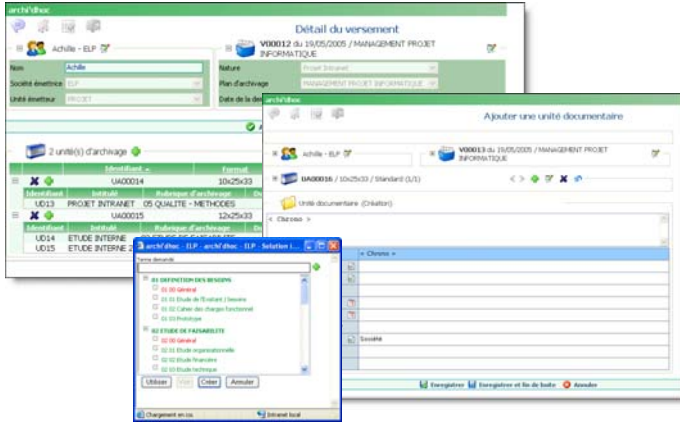 archi'dhoc
Détail du versement
Achille - ELP
V00012 du 19/05/2005 / MANAGEMENT PROJET
INFORMATIQUE
Nom
Achille
Nature
Projet Intranet
Société émettrice
ELP
Plan d'archivage
MANAGEMENT PROJET INFORMATIQUE
Unité émetteur
PROJET
Date de la
2 unité(s) d'archivage
Identifiant
Format
UA00014
10x25x33
Identifiant
Intitulé
Rubrique d'archivage
UD13
PROJET INTRANET
05 QUALITE - METHODES
UA00015
12x25x33
Identifiant
Intitulé
Rubrique d'archivage
UD14
ETUDE INTERNE
UD15
ETUDE INTERNE 2
archi'dhoc
Ajouter une unité documentaire
Achille - ELP
V00013 du 20/05/2005 / MANAGEMENT PROJET
INFORMATIQUE
UA00016 / 10x25x33 / Standard (1/1)
Unité documentaire (Création)
< Chrono >
< Chrono >
Société
Enregistrer
Enregistrer et fin de boîte
Annuler
archi'dhoc - ELP - archi'dhoc - ELP - Solution i...
Terme demandé
01 DEFINITION DES BESOINS
01 00 Général
01 01 Etude de l'Existant / besoins
01 02 Cahier des charges fonctionnel
01 03 Prototype
02 ETUDE DE FAISABILITE
02 00 Général
02 01 Etude organisationnelle
02 02 Etude financière
02 03 Etude technique
Utiliser
Voir
Créer
Annuler
Chargement en css
Intranet local